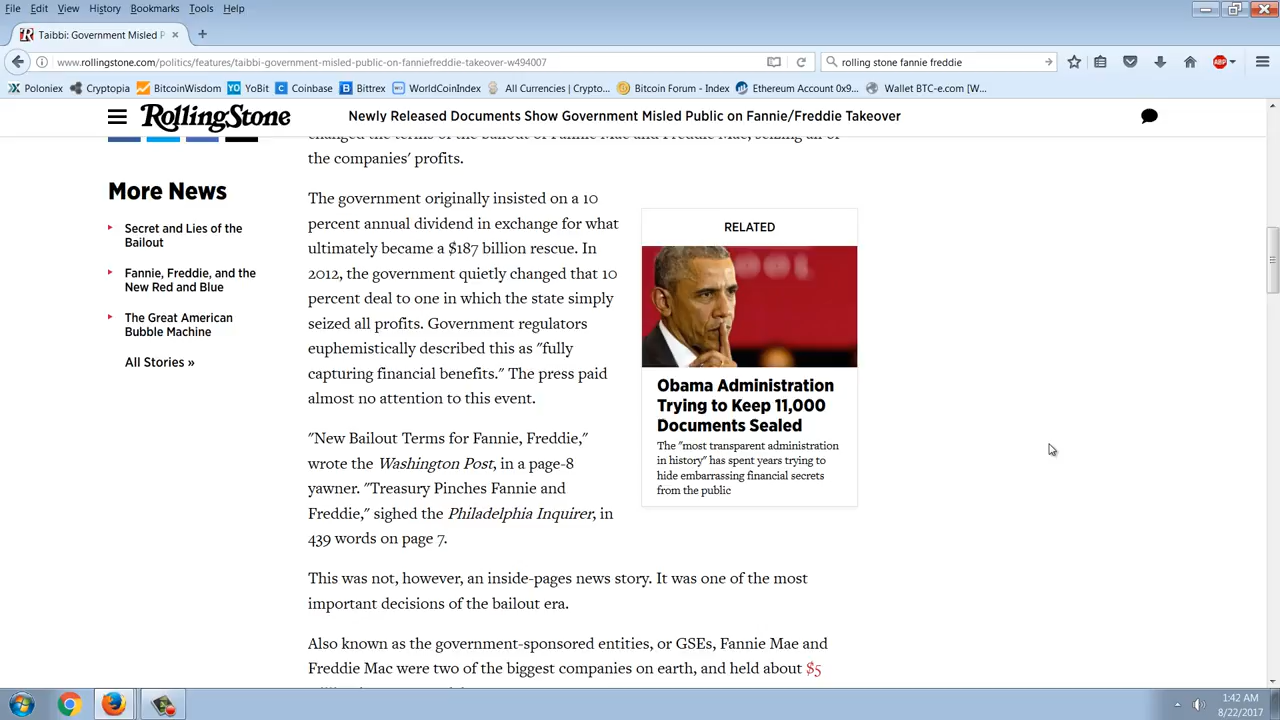 File Edit View History Bookmarks Tools Help
Taibbi: Government Misled P
www.rollingstone.com/politics/features/taibbi-government-misled-public-on-fanniefreddie-takeover-w494007
rolling stone fannie freddie
ABP
Poloniex Cryptopia BitcoinWisdom YoBit Coinbase Bittrex WorldCoinIndex All Currencies | Crypto... Bitcoin Forum - Index Ethereum Account 0x9... Wallet BTC-e.com [W...
RollingStone
Newly Released Documents Show Government Misled Public on Fannie/Freddie Takeover
changed the terms of the bailout of Fannie Mae and Freddie Mac, seizing all of
the companies' profits.
More News
Secret and Lies of the
Bailout
Fannie, Freddie, and the
New Red and Blue
The Great American
Bubble Machine
All Stories »
The government originally insisted on a 10
percent annual dividend in exchange for what
ultimately became a $187 billion rescue. In
2012, the government quietly changed that 10
percent deal to one in which the state simply
seized all profits. Government regulators
euphemistically described this as "fully
capturing financial benefits." The press paid
almost no attention to this event.
RELATED
Obama Administration
Trying to Keep 11,000
Documents Sealed
The "most transparent administration
in history" has spent years trying to
hide embarrassing financial secrets
from the public
"New Bailout Terms for Fannie, Freddie,"
wrote the Washington Post, in a page-8
yawner. "Treasury Pinches Fannie and
Freddie," sighed the Philadelphia Inquirer, in
439 words on page 7.
This was not, however, an inside-pages news story. It was one of the most
important decisions of the bailout era.
Also known as the government-sponsored entities, or GSEs, Fannie Mae and
Freddie Mac were two of the biggest companies on earth, and held about $5
1:42 AM
8/22/2017